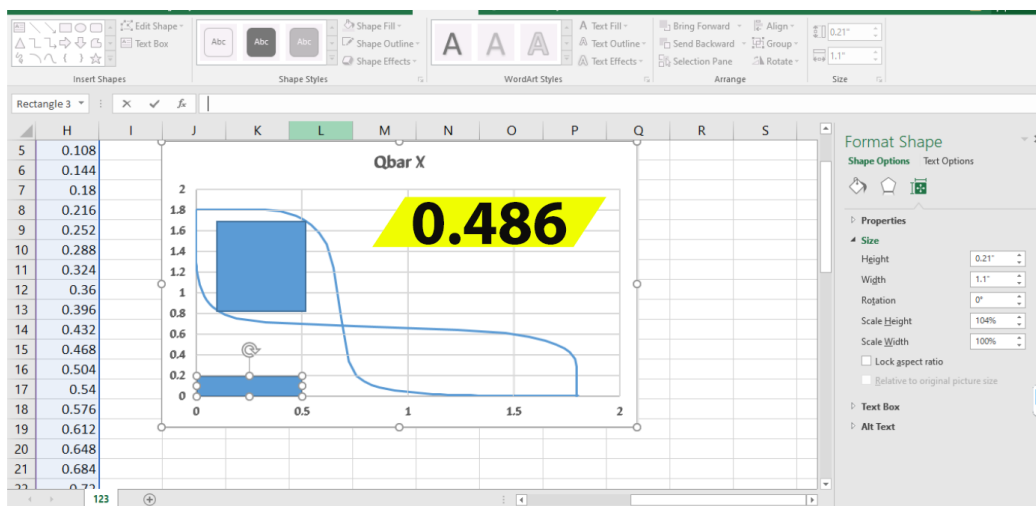 Edit Shape
Text Box
Insert Shapes
Abc Abc Abc
Shape Fill
Shape Outline
Shape Effects
Shape Styles
A A A
Text Fill
Text Outline
Text Effects
WordArt Styles
Bring Forward
Send Backward
Selection Pane
Align
Group
Rotate
Arrange
0.21"
1.1"
Size
Rectangle 3
fx
H I J K L M N O P Q R S
5 0.108
6 0.144
7 0.18
8 0.216
9 0.252
10 0.288
11 0.324
12 0.36
13 0.396
14 0.432
15 0.468
16 0.504
17 0.54
18 0.576
19 0.612
20 0.648
21 0.684
22 0.72
Qbar X
0.486
2
1.8
1.6
1.4
1.2
1
0.8
0.6
0.4
0.2
0
0 0.5 1 1.5 2
123
Format Shape
Shape Options Text Options
Properties
Size
Height 0.21"
Width 1.1"
Rotation 0°
Scale Height 104%
Scale Width 100%
Lock aspect ratio
Relative to original picture size
Text Box
Alt Text